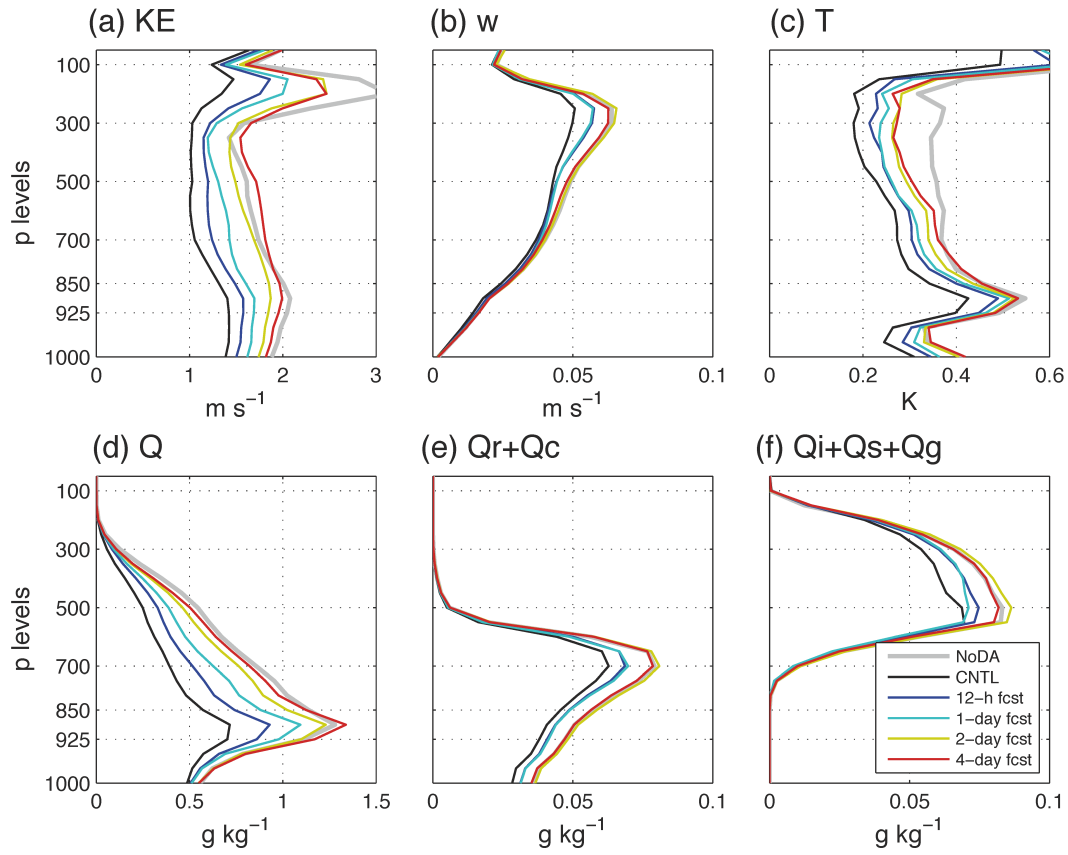 (a) KE
(b) w
(c) T
p levels
100
300
500
700
850
925
1000
0
1
2
3
m s⁻¹
0
0.05
0.1
m s⁻¹
0
0.2
0.4
0.6
K
(d) Q
(e) Qr+Qc
(f) Qi+Qs+Qg
p levels
100
300
500
700
850
925
1000
0
0.5
1
1.5
g kg⁻¹
0
0.05
0.1
g kg⁻¹
0
0.05
0.1
g kg⁻¹
NoDA
CNTL
12−h fcst
1−day fcst
2−day fcst
4−day fcst